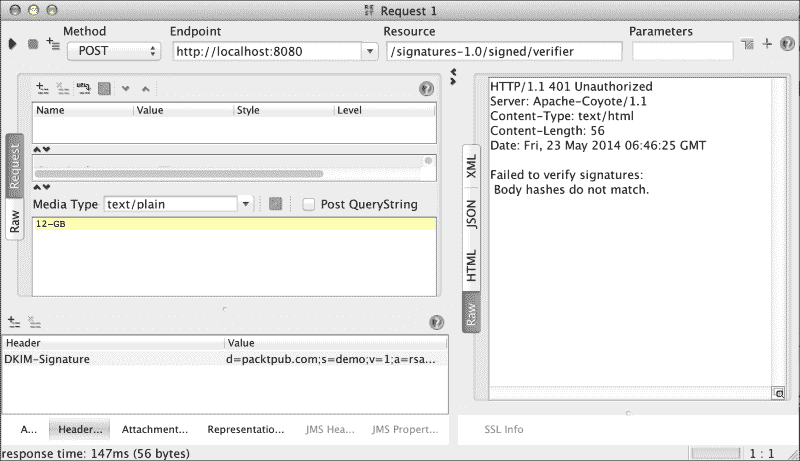 Request 1
Method Endpoint Resource Parameters
POST http://localhost:8080 /signatures-1.0/signed/verifier
Name Value Style Level
Request
Raw
Media Type text/plain Post QueryString
12-GB
Header Value
DKIM-Signature d=packtpub.com;s=demo;v=1;a=rsa...
A... Header... Attachment... Representatio... JMS Hea... JMS Propert...
XML
JSON
HTML
Raw
HTTP/1.1 401 Unauthorized
Server: Apache-Coyote/1.1
Content-Type: text/html
Content-Length: 56
Date: Fri, 23 May 2014 06:46:25 GMT
Failed to verify signatures:
Body hashes do not match.
SSL Info
response time: 147ms (56 bytes) 1 : 1